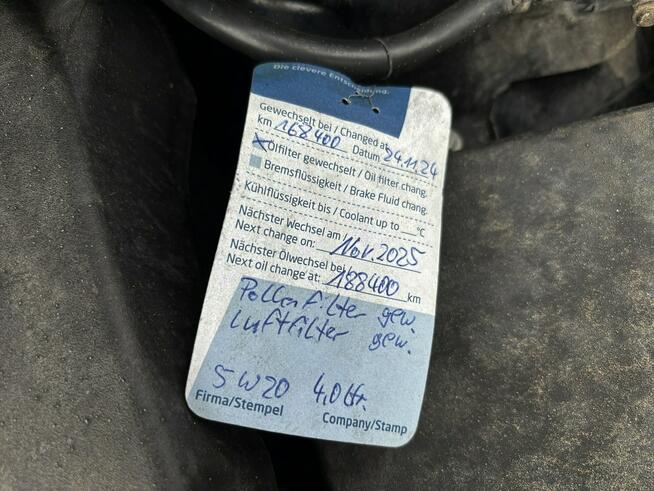 Die clevere Entscheidung.
Gewechselt bei / Changed at
km 168.400 Datum 24.11.24
Ölfilter gewechselt / Oil filter chang.
Bremsflüssigkeit / Brake Fluid chang.
Kühlflüssigkeit bis / Coolant up to °C
Nächster Wechsel am /
Next change on: Nov. 2025
Nächster Ölwechsel bei
Next oil change at: 188400 km
Pollenfilter gew.
Luftfilter gew.
5W20 4,0 ltr.
Firma/Stempel Company/Stamp